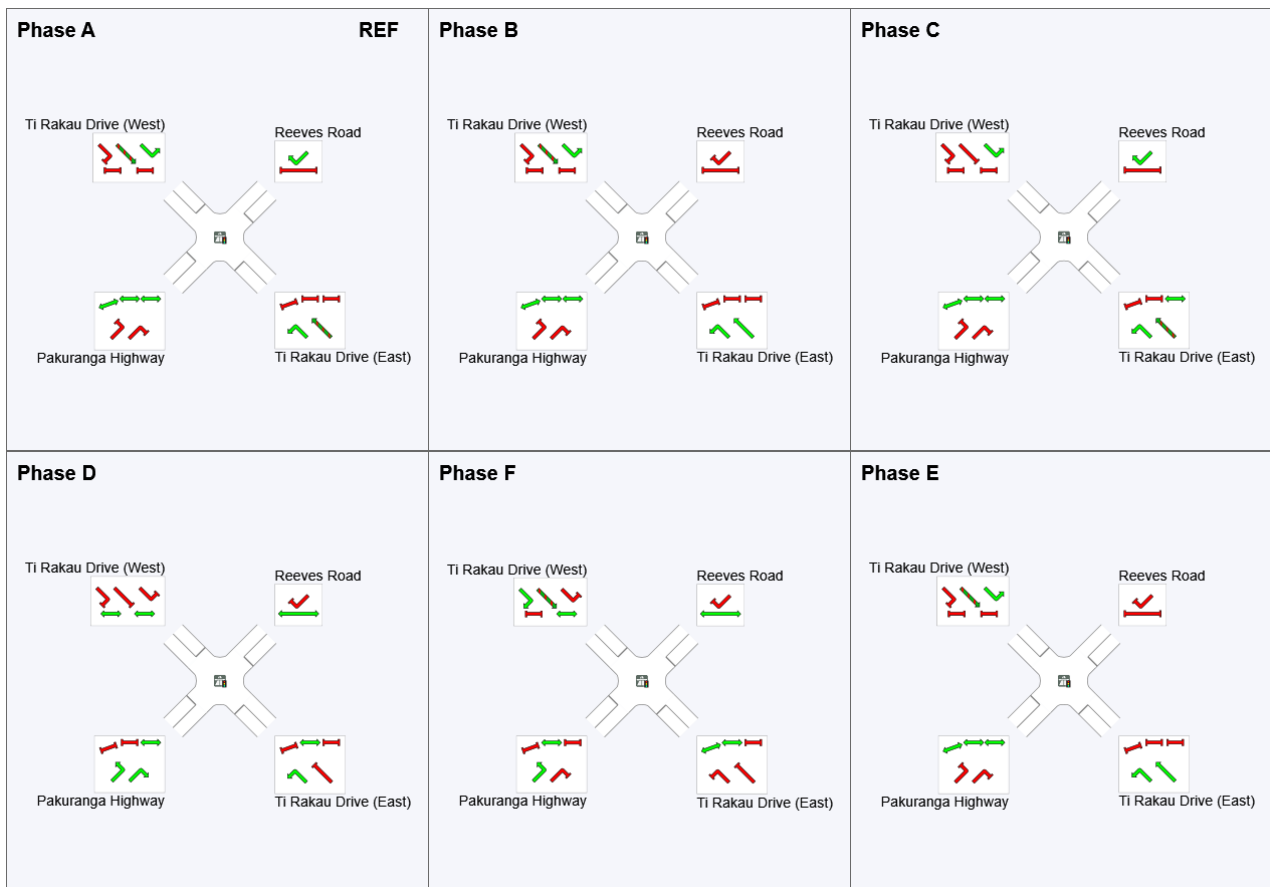 Phase A REF
Ti Rakau Drive (West)
Reeves Road
Pakuranga Highway
Ti Rakau Drive (East)
Phase B
Ti Rakau Drive (West)
Reeves Road
Pakuranga Highway
Ti Rakau Drive (East)
Phase C
Ti Rakau Drive (West)
Reeves Road
Pakuranga Highway
Ti Rakau Drive (East)
Phase D
Ti Rakau Drive (West)
Reeves Road
Pakuranga Highway
Ti Rakau Drive (East)
Phase F
Ti Rakau Drive (West)
Reeves Road
Pakuranga Highway
Ti Rakau Drive (East)
Phase E
Ti Rakau Drive (West)
Reeves Road
Pakuranga Highway
Ti Rakau Drive (East)